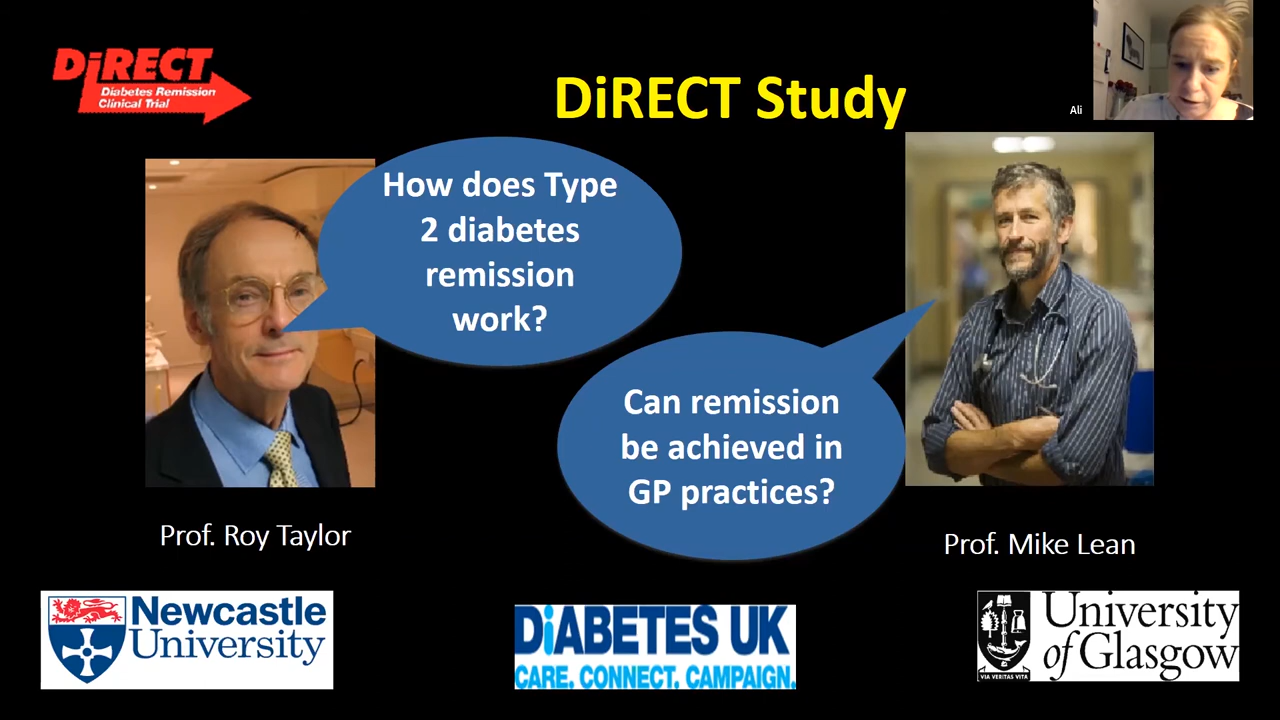 DiRECT
Diabetes Remission
Clinical Trial
DiRECT Study
Ali
How does Type
2 diabetes
remission
work?
Can remission
be achieved in
GP practices?
Prof. Roy Taylor
Prof. Mike Lean
Newcastle
University
DiABETES UK
CARE. CONNECT. CAMPAIGN.
University
of Glasgow
VIA VERITAS VITA